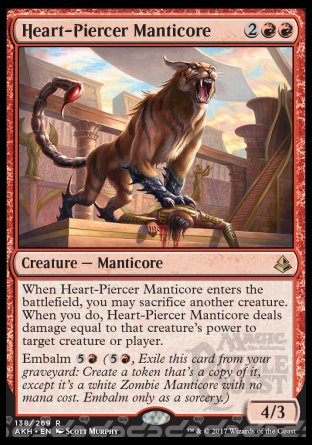 Heart-Piercer Manticore 2
Creature — Manticore
When Heart-Piercer Manticore enters the
battlefield, you may sacrifice another creature.
When you do, Heart-Piercer Manticore deals
damage equal to that creature's power to
target creature or player.
Embalm 5 (5, Exile this card from your
graveyard: Create a token that's a copy of it,
except it's a white Zombie Manticore with
no mana cost. Embalm only as a sorcery.)
4/3
138/269 R
AKH • EN SCOTT MURPHY
™ & © 2017 Wizards of the Coast